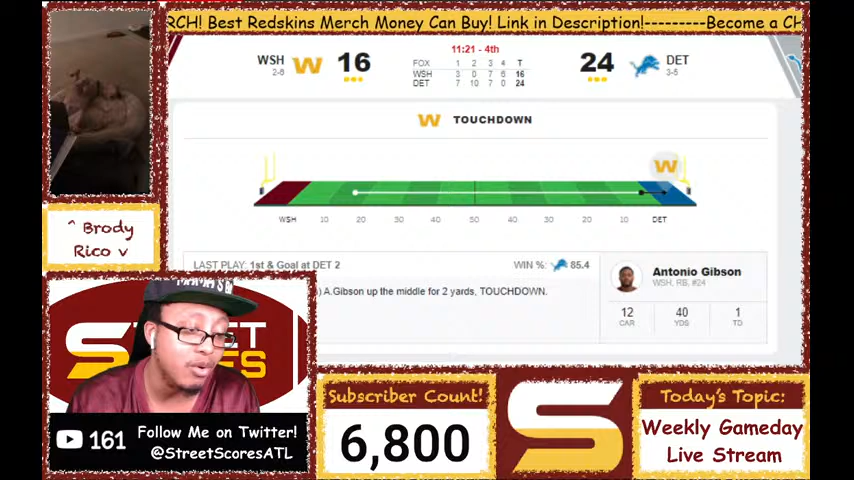 RCH! Best Redskins Merch Money Can Buy! Link in Description!---------Become a CH
11:21 - 4th
WSH W 16
2-6
FOX 1 2 3 4 T
WSH 3 0 7 6 16
DET 7 10 7 0 24
24 DET
3-5
W TOUCHDOWN
W
WSH 10 20 30 40 50 40 30 20 10 DET
^ Brody
Rico v
LAST PLAY: 1st & Goal at DET 2
WIN %: 85.4
) A.Gibson up the middle for 2 yards, TOUCHDOWN.
Antonio Gibson
WSH, RB, #24
12 40 1
CAR YDS TD
Subscriber Count!
6,800
Today's Topic:
Weekly Gameday
Live Stream
161
Follow Me on Twitter!
@StreetScoresATL